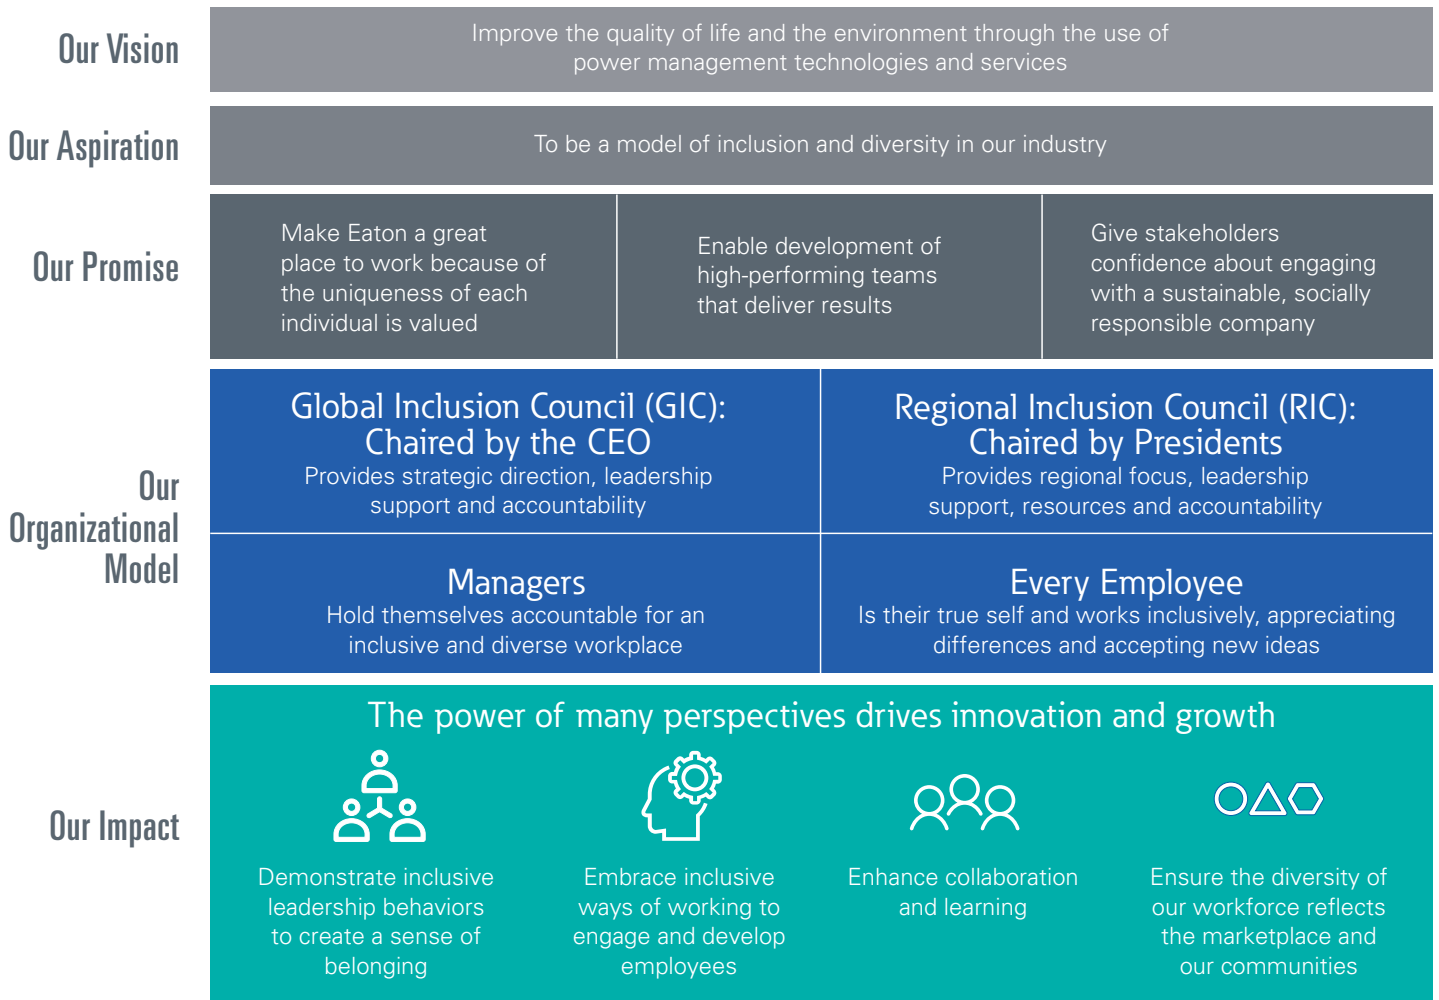 Our Vision
Improve the quality of life and the environment through the use of
power management technologies and services
Our Aspiration
To be a model of inclusion and diversity in our industry
Our Promise
Make Eaton a great
place to work because of
the uniqueness of each
individual is valued
Enable development of
high-performing teams
that deliver results
Give stakeholders
confidence about engaging
with a sustainable, socially
responsible company
Our
Organizational
Model
Global Inclusion Council (GIC):
Chaired by the CEO
Provides strategic direction, leadership
support and accountability
Regional Inclusion Council (RIC):
Chaired by Presidents
Provides regional focus, leadership
support, resources and accountability
Managers
Hold themselves accountable for an
inclusive and diverse workplace
Every Employee
Is their true self and works inclusively, appreciating
differences and accepting new ideas
Our Impact
The power of many perspectives drives innovation and growth
Demonstrate inclusive
leadership behaviors
to create a sense of
belonging
Embrace inclusive
ways of working to
engage and develop
employees
Enhance collaboration
and learning
Ensure the diversity of
our workforce reflects
the marketplace and
our communities